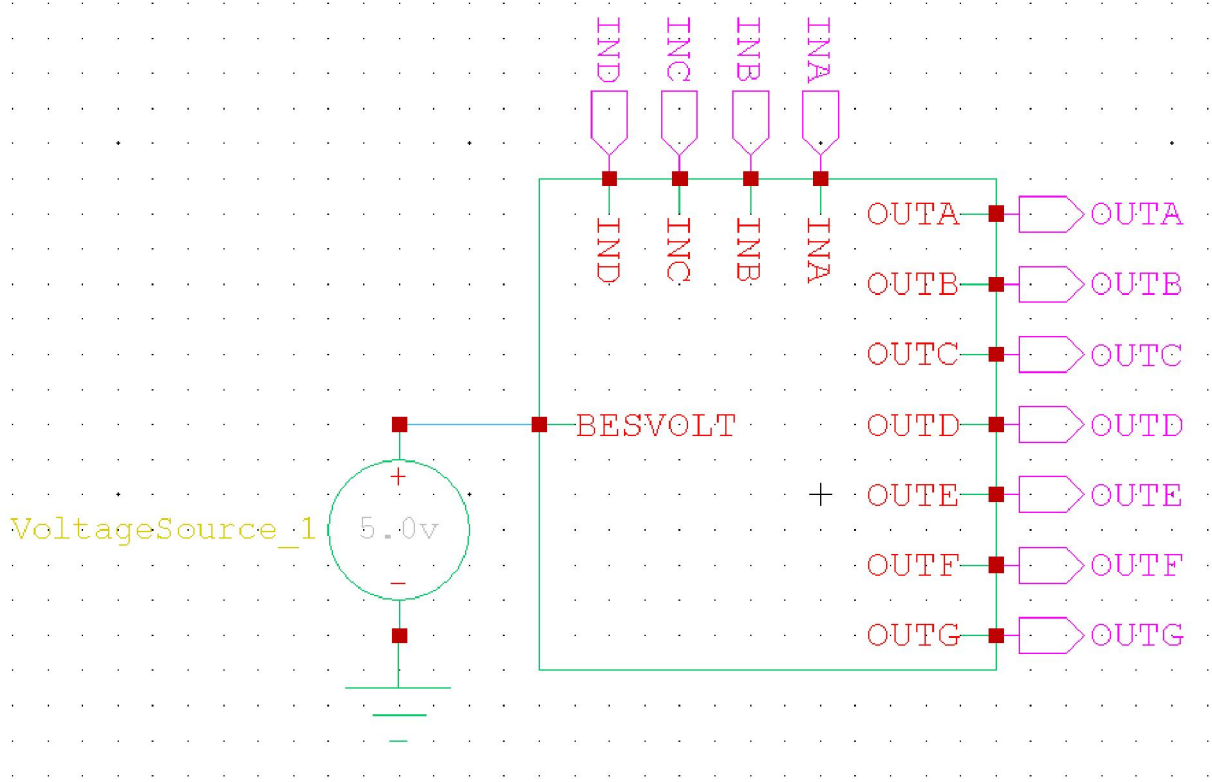 IND INC INB INA
IND INC INB INA
OUTA OUTA
OUTB OUTB
OUTC OUTC
BESVOLT OUTD OUTD
+
OUTE OUTE
VoltageSource_1 5.0v
OUTF OUTF
−
OUTG OUTG